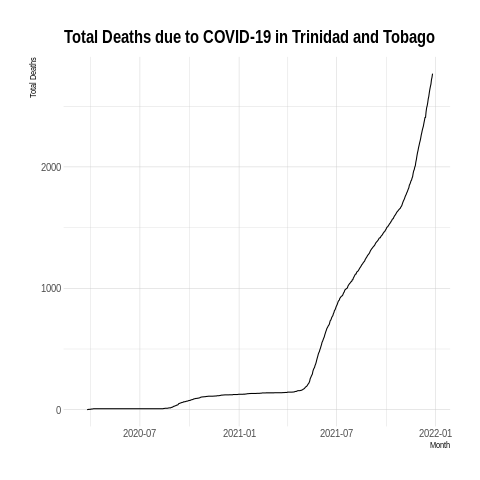 Total Deaths due to COVID-19 in Trinidad and Tobago
Total Deaths
2000
1000
0
2020-07 2021-01 2021-07 2022-01
Month